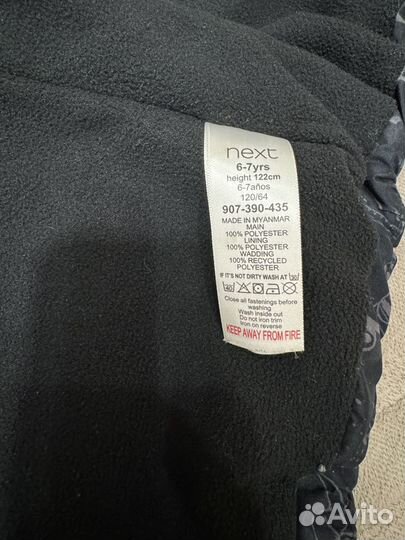 next
6-7yrs
height 122cm
6-7años
120/64
907-390-435
MADE IN MYANMAR
MAIN
100% POLYESTER
LINING
100% POLYESTER
WADDING
100% RECYCLED
POLYESTER
IF IT'S NOT DIRTY WASH AT 30
40
Close all fastenings before
washing
Wash inside out
Do not iron trim
Iron on reverse
KEEP AWAY FROM FIRE
Avito